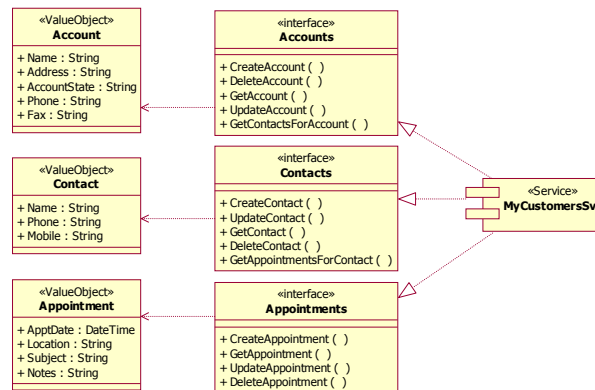 «ValueObject»
Account
+ Name : String
+ Address : String
+ AccountState : String
+ Phone : String
+ Fax : String
«interface»
Accounts
+ CreateAccount ( )
+ DeleteAccount ( )
+ GetAccount ( )
+ UpdateAccount ( )
+ GetContactsForAccount ( )
«ValueObject»
Contact
+ Name : String
+ Phone : String
+ Mobile : String
«interface»
Contacts
+ CreateContact ( )
+ UpdateContact ( )
+ GetContact ( )
+ DeleteContact ( )
+ GetAppointmentsForContact ( )
«Service»
MyCustomersSv
«ValueObject»
Appointment
+ ApptDate : DateTime
+ Location : String
+ Subject : String
+ Notes : String
«interface»
Appointments
+ CreateAppointment ( )
+ GetAppointment ( )
+ UpdateAppointment ( )
+ DeleteAppointment ( )